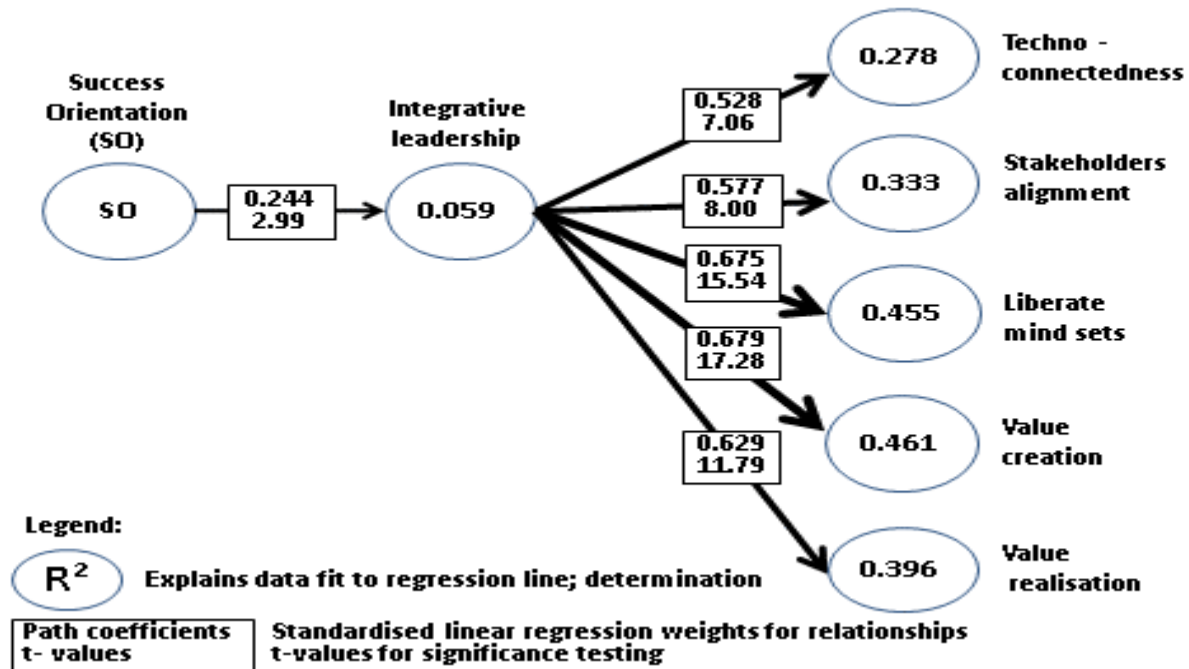 Success
Orientation
(SO)
SO
0.244
2.99
Integrative
leadership
0.059
0.528
7.06
0.577
8.00
0.675
15.54
0.679
17.28
0.629
11.79
0.278
Techno -
connectedness
0.333
Stakeholders
alignment
0.455
Liberate
mind sets
0.461
Value
creation
0.396
Value
realisation
Legend:
R²
Explains data fit to regression line; determination
Path coefficients
t- values
Standardised linear regression weights for relationships
t-values for significance testing